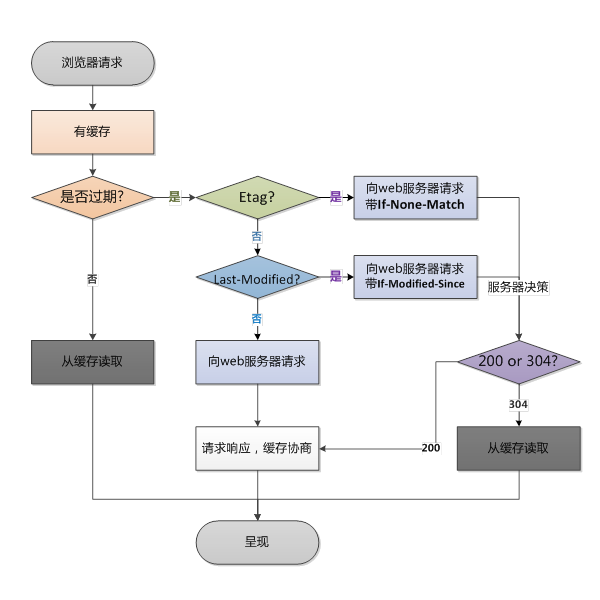 浏览器请求
有缓存
是否过期?
是
Etag?
是
向web服务器请求
带If-None-Match
否
否
Last-Modified?
是
向web服务器请求
带If-Modified-Since
服务器决策
否
从缓存读取
向web服务器请求
200 or 304?
304
请求响应，缓存协商
200
从缓存读取
呈现